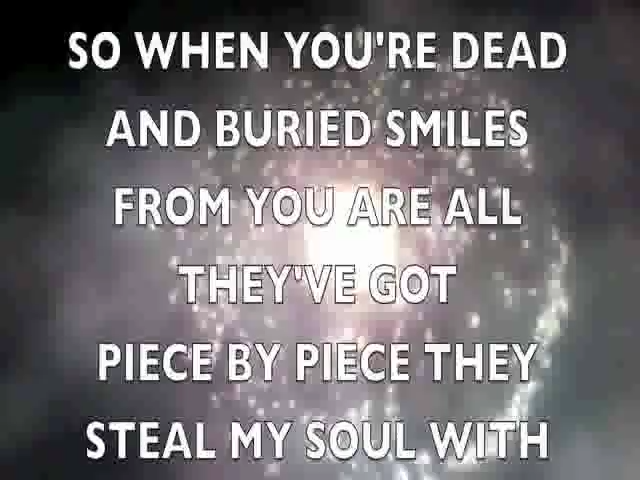 SO WHEN YOU'RE DEAD
AND BURIED SMILES
FROM YOU ARE ALL
THEY'VE GOT
PIECE BY PIECE THEY
STEAL MY SOUL WITH